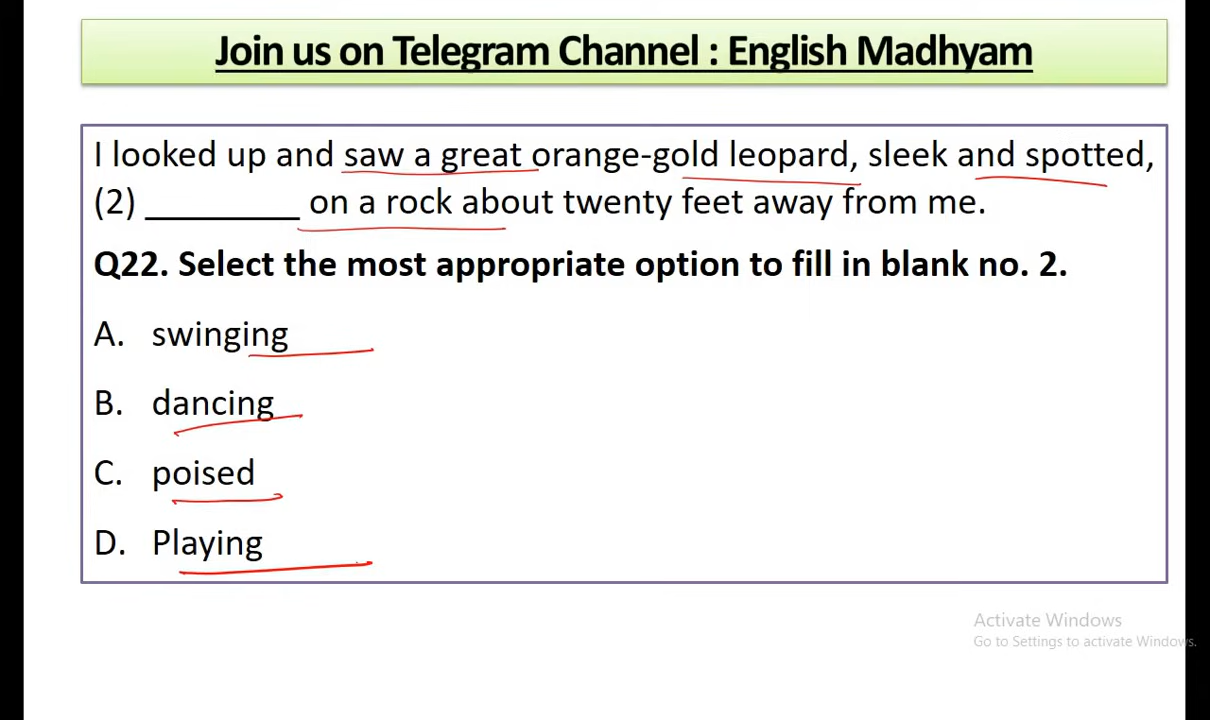 Join us on Telegram Channel : English Madhyam
I looked up and saw a great orange-gold leopard, sleek and spotted,
(2) ________ on a rock about twenty feet away from me.
Q22. Select the most appropriate option to fill in blank no. 2.
A. swinging
B. dancing
C. poised
D. Playing
Activate Windows
Go to Settings to activate Windows.